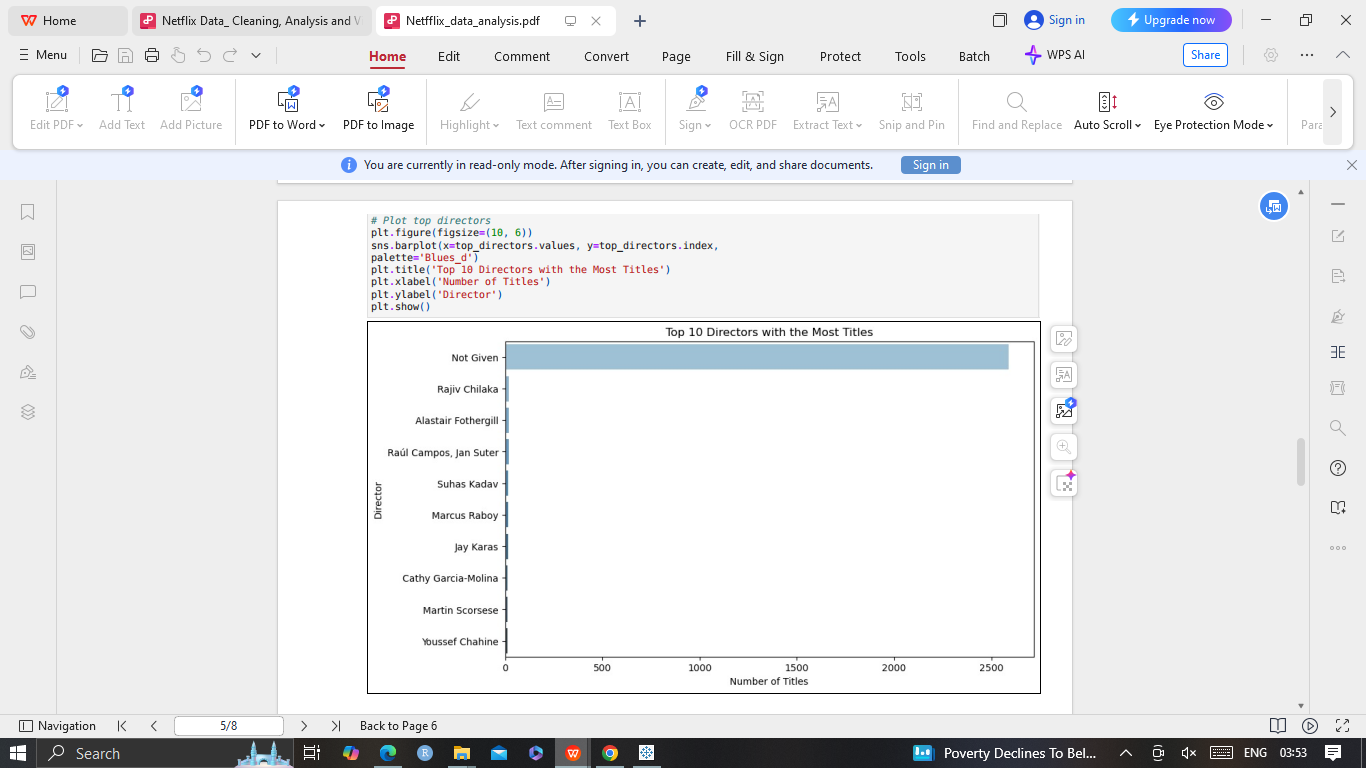 Home
Netflix Data_ Cleaning, Analysis and V
Netfflix_data_analysis.pdf
Sign in
Upgrade now
Menu
Home
Edit
Comment
Convert
Page
Fill & Sign
Protect
Tools
Batch
WPS AI
Share
Edit PDF
Add Text
Add Picture
PDF to Word
PDF to Image
Highlight
Text comment
Text Box
Sign
OCR PDF
Extract Text
Snip and Pin
Find and Replace
Auto Scroll
Eye Protection Mode
Para
You are currently in read-only mode. After signing in, you can create, edit, and share documents.
Sign in
# Plot top directors
plt.figure(figsize=(10, 6))
sns.barplot(x=top_directors.values, y=top_directors.index,
palette='Blues_d')
plt.title('Top 10 Directors with the Most Titles')
plt.xlabel('Number of Titles')
plt.ylabel('Director')
plt.show()
Top 10 Directors with the Most Titles
Director
Not Given
Rajiv Chilaka
Alastair Fothergill
Raúl Campos, Jan Suter
Suhas Kadav
Marcus Raboy
Jay Karas
Cathy Garcia-Molina
Martin Scorsese
Youssef Chahine
0 500 1000 1500 2000 2500
Number of Titles
Navigation
5/8
Back to Page 6
Search
Poverty Declines To Bel...
ENG
03:53